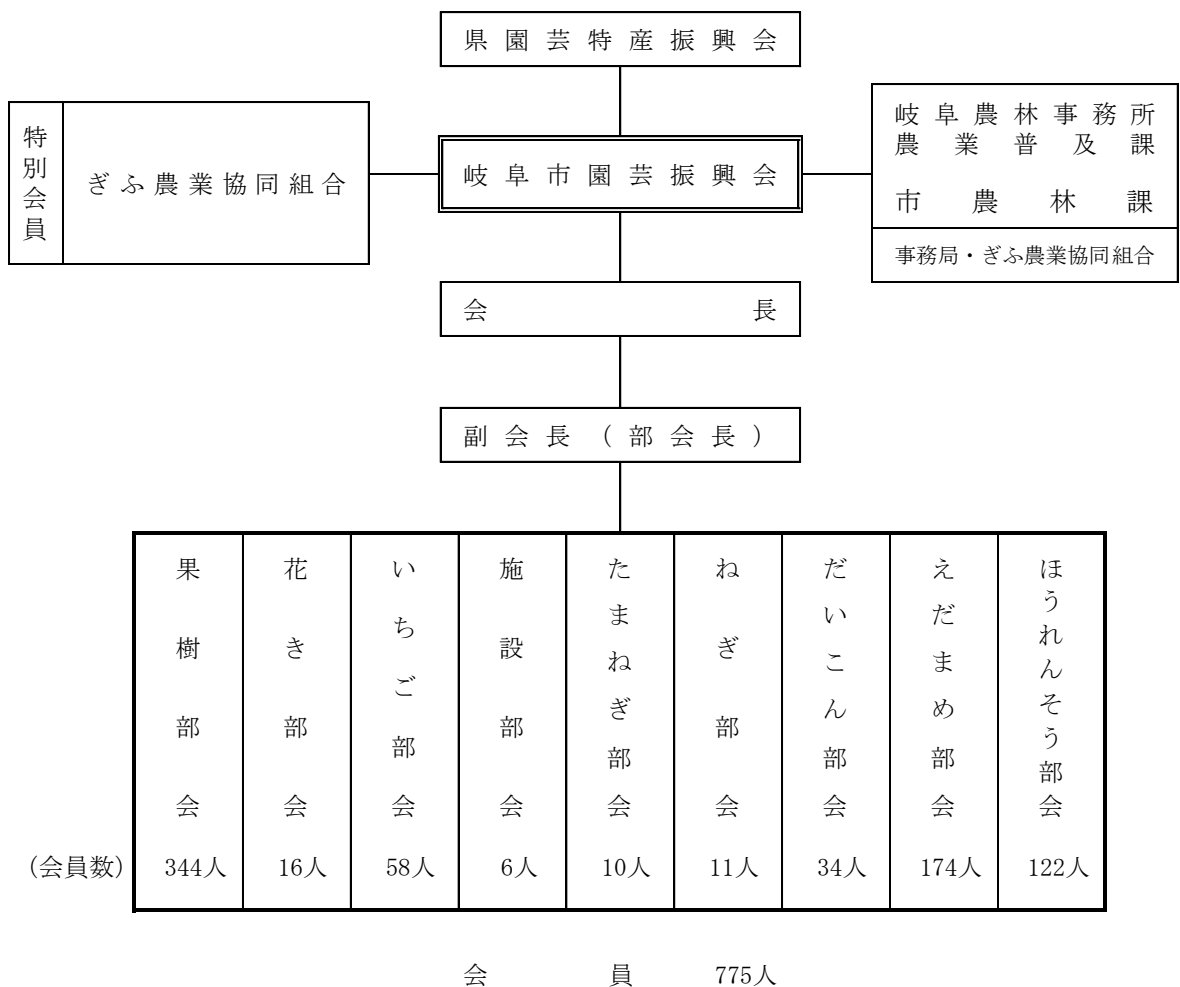 県園芸特産振興会
特別会員
ぎふ農業協同組合
岐阜市園芸振興会
岐阜農林事務所
農業普及課
市農林課
事務局・ぎふ農業協同組合
会長
副会長（部会長）
果樹部会
花き部会
いちご部会
施設部会
たまねぎ部会
ねぎ部会
だいこん部会
えだまめ部会
ほうれんそう部会
(会員数) 344人 16人 58人 6人 10人 11人 34人 174人 122人
会員 775人